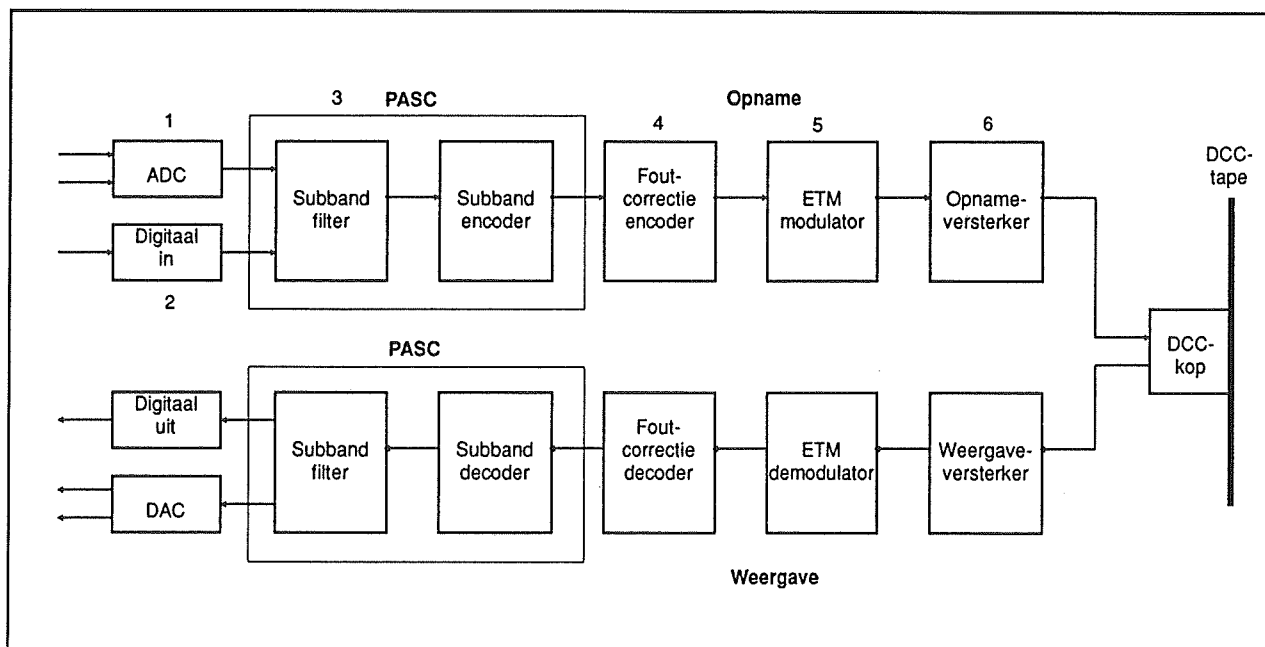 3 PASC
Opname
1
4
5
6
ADC
Digitaal
in
2
Subband
filter
Subband
encoder
Fout-
correctie
encoder
ETM
modulator
Opname-
versterker
DCC-
tape
DCC-
kop
PASC
Digitaal
uit
DAC
Subband
filter
Subband
decoder
Fout-
correctie
decoder
ETM
demodulator
Weergave-
versterker
Weergave